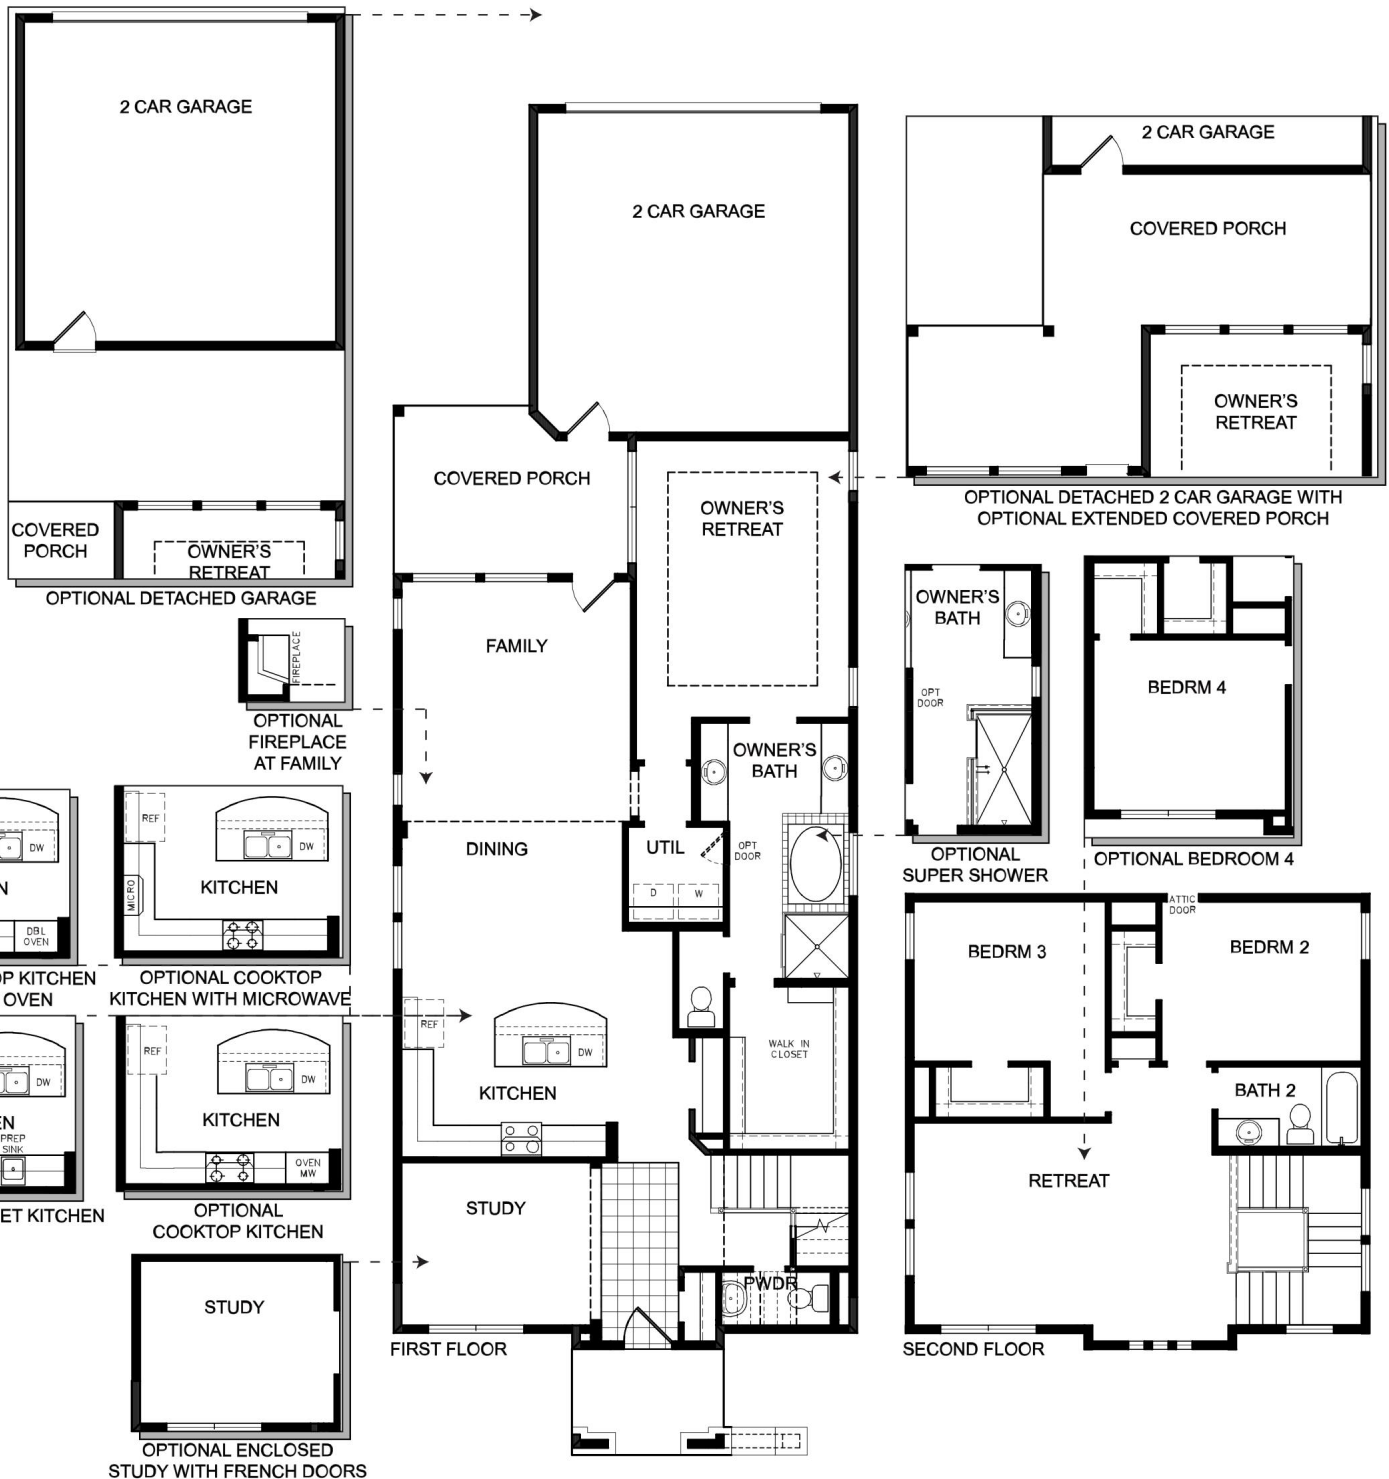 2 CAR GARAGE
COVERED
PORCH
OWNER'S
RETREAT
OPTIONAL DETACHED GARAGE
FIREPLACE
OPTIONAL
FIREPLACE
AT FAMILY
N
DW
DBL
OVEN
OP KITCHEN
OVEN
REF
DW
MICRO
KITCHEN
OPTIONAL COOKTOP
KITCHEN WITH MICROWAVE
DW
EN
PREP
SINK
ET KITCHEN
REF
DW
KITCHEN
OVEN
MW
OPTIONAL
COOKTOP KITCHEN
STUDY
OPTIONAL ENCLOSED
STUDY WITH FRENCH DOORS
2 CAR GARAGE
COVERED PORCH
OWNER'S
RETREAT
FAMILY
OWNER'S
BATH
DINING
UTIL
OPT
DOOR
D
W
REF
DW
KITCHEN
WALK IN
CLOSET
STUDY
PWDR
FIRST FLOOR
2 CAR GARAGE
COVERED PORCH
OWNER'S
RETREAT
OPTIONAL DETACHED 2 CAR GARAGE WITH
OPTIONAL EXTENDED COVERED PORCH
OWNER'S
BATH
OPT
DOOR
OPTIONAL
SUPER SHOWER
BEDRM 4
OPTIONAL BEDROOM 4
ATTIC
DOOR
BEDRM 3
BEDRM 2
BATH 2
RETREAT
SECOND FLOOR